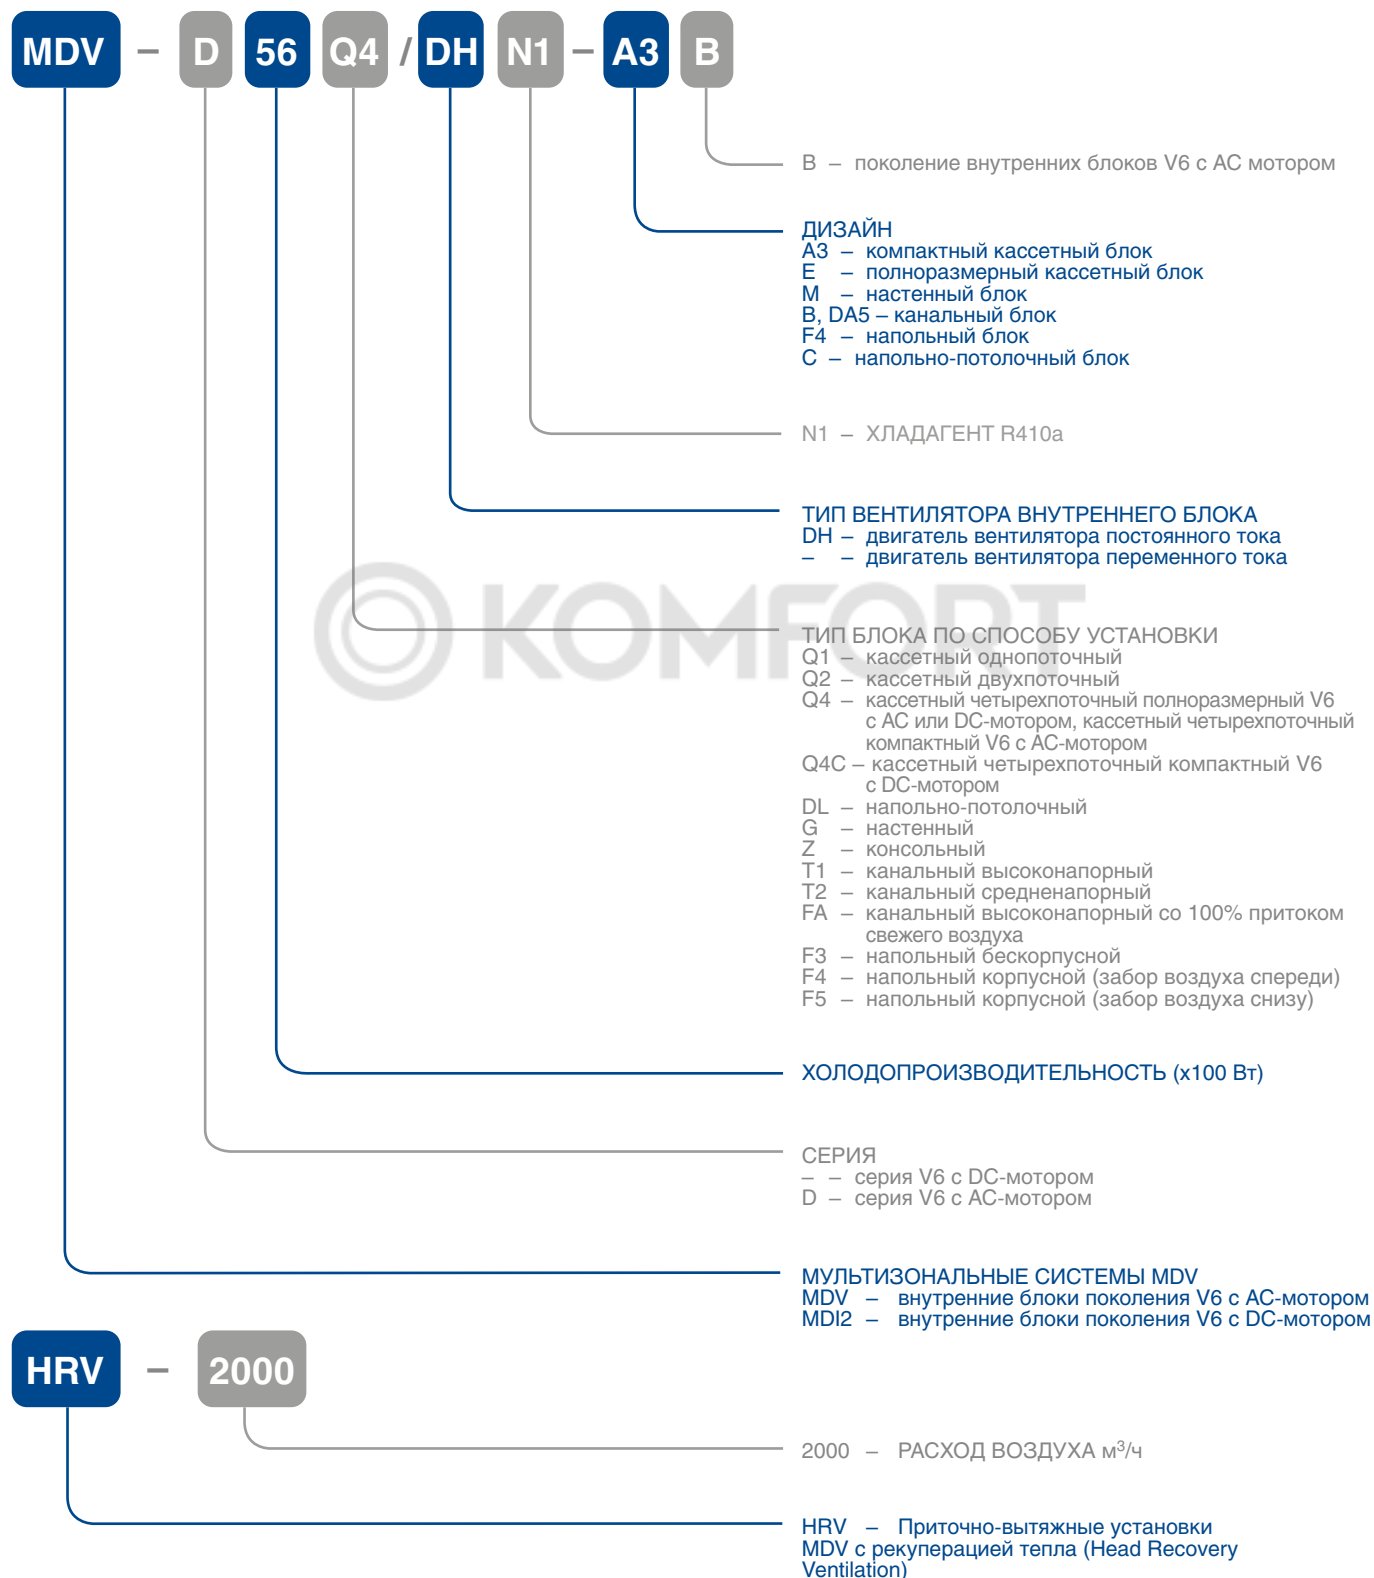 MDV – D 56 Q4 / DH N1 – A3 B
B – поколение внутренних блоков V6 с AC мотором
ДИЗАЙН
A3 – компактный кассетный блок
E – полноразмерный кассетный блок
M – настенный блок
B, DA5 – канальный блок
F4 – напольный блок
C – напольно-потолочный блок
N1 – ХЛАДАГЕНТ R410a
ТИП ВЕНТИЛЯТОРА ВНУТРЕННЕГО БЛОКА
DH – двигатель вентилятора постоянного тока
– – двигатель вентилятора переменного тока
KOMFORT
ТИП БЛОКА ПО СПОСОБУ УСТАНОВКИ
Q1 – кассетный однопоточный
Q2 – кассетный двухпоточный
Q4 – кассетный четырехпоточный полноразмерный V6
с AC или DC-мотором, кассетный четырехпоточный
компактный V6 с AC-мотором
Q4C – кассетный четырехпоточный компактный V6
с DC-мотором
DL – напольно-потолочный
G – настенный
Z – консольный
T1 – канальный высоконапорный
T2 – канальный средненапорный
FA – канальный высоконапорный со 100% притоком
свежего воздуха
F3 – напольный бескорпусной
F4 – напольный корпусной (забор воздуха спереди)
F5 – напольный корпусной (забор воздуха снизу)
ХОЛОДОПРОИЗВОДИТЕЛЬНОСТЬ (x100 Вт)
СЕРИЯ
– – серия V6 с DC-мотором
D – серия V6 с AC-мотором
МУЛЬТИЗОНАЛЬНЫЕ СИСТЕМЫ MDV
MDV – внутренние блоки поколения V6 с AC-мотором
MDI2 – внутренние блоки поколения V6 с DC-мотором
HRV – 2000
2000 – РАСХОД ВОЗДУХА м³/ч
HRV – Приточно-вытяжные установки
MDV с рекуперацией тепла (Head Recovery
Ventilation)